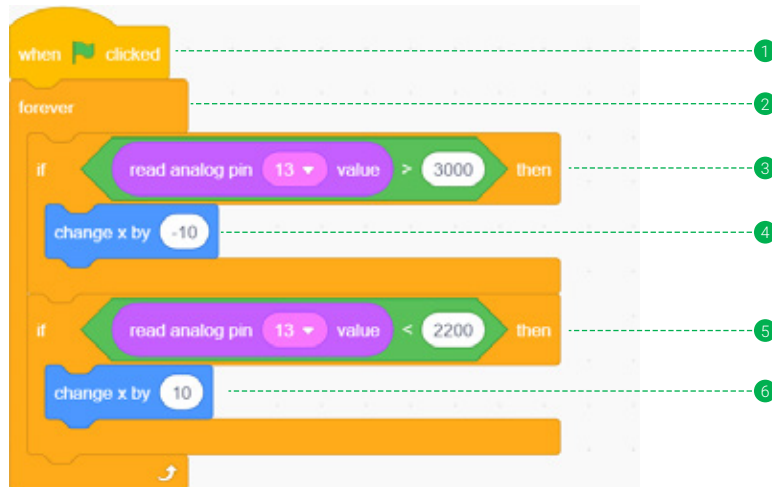 when clicked
1
forever
2
if read analog pin 13 value > 3000 then
3
change x by -10
4
if read analog pin 13 value < 2200 then
5
change x by 10
6